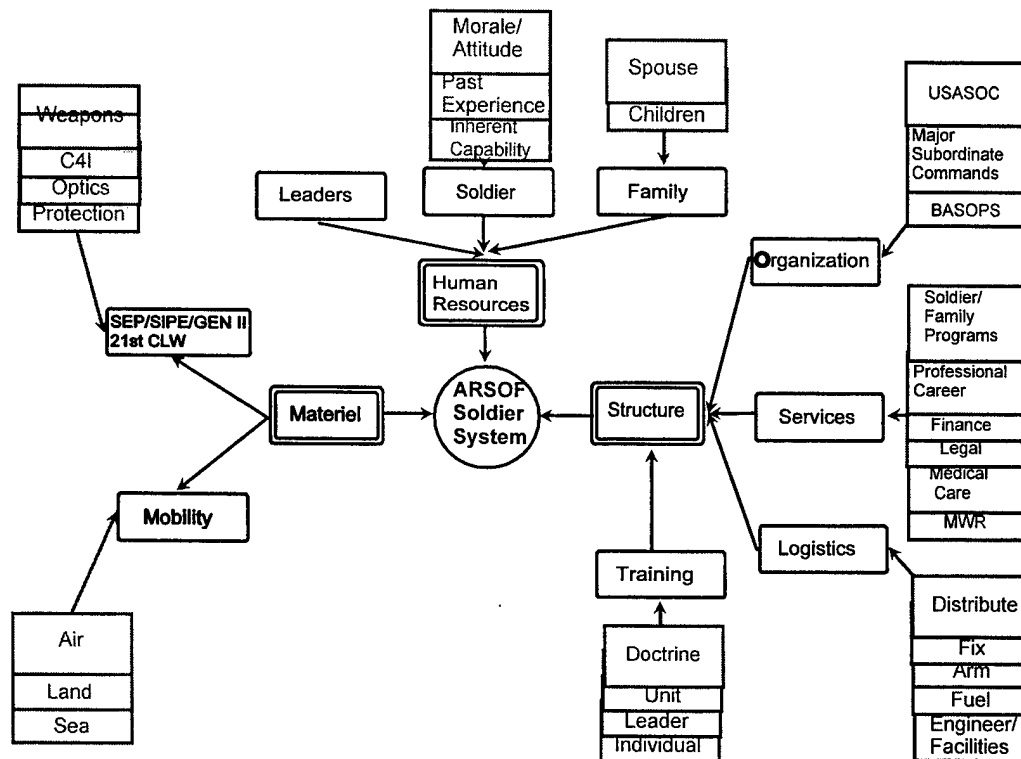 Morale/
Attitude
Past
Experience
Inherent
Capability
Spouse
Children
USASOC
Major
Subordinate
Commands
BASOPS
Weapons
C4I
Optics
Protection
Leaders
Soldier
Family
Organization
Human
Resources
Soldier/
Family
Programs
Professional
Career
Finance
Legal
Medical
Care
MWR
SEP/SIPE/GEN II
21st CLW
Materiel
ARSOF
Soldier
System
Structure
Services
Mobility
Logistics
Training
Air
Land
Sea
Doctrine
Unit
Leader
Individual
Distribute
Fix
Arm
Fuel
Engineer/
Facilities